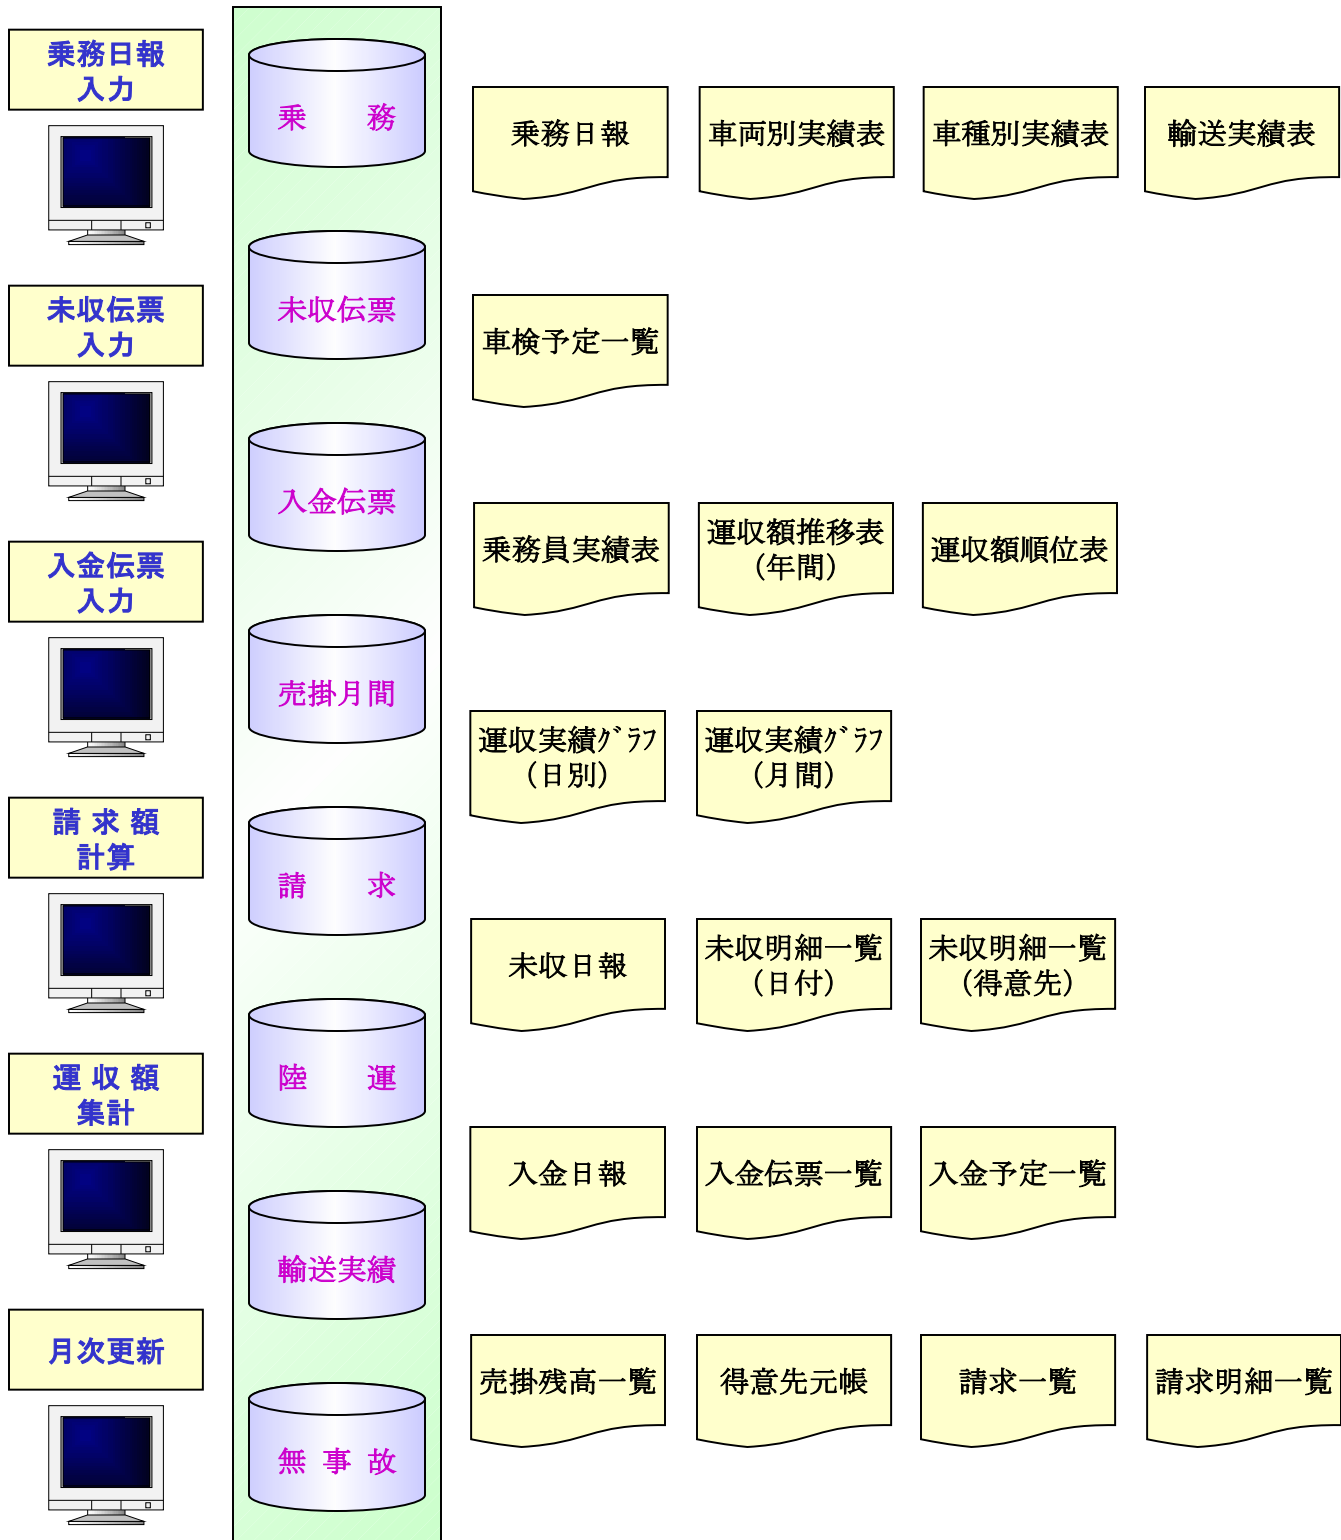 乗務日報
入力
未収伝票
入力
入金伝票
入力
請 求 額
計算
運 収 額
集計
月次更新
乗　　務
未収伝票
入金伝票
売掛月間
請　　求
陸　　運
輸送実績
無 事 故
乗務日報
車両別実績表
車種別実績表
輸送実績表
車検予定一覧
乗務員実績表
運収額推移表
（年間）
運収額順位表
運収実績ｸﾞﾗﾌ
（日別）
運収実績ｸﾞﾗﾌ
（月間）
未収日報
未収明細一覧
（日付）
未収明細一覧
（得意先）
入金日報
入金伝票一覧
入金予定一覧
売掛残高一覧
得意先元帳
請求一覧
請求明細一覧